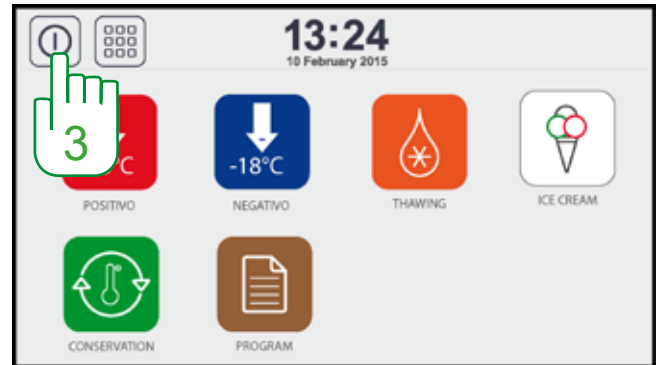 13:24
10 February 2015
3
°C
-18°C
POSITIVO
NEGATIVO
THAWING
ICE CREAM
CONSERVATION
PROGRAM